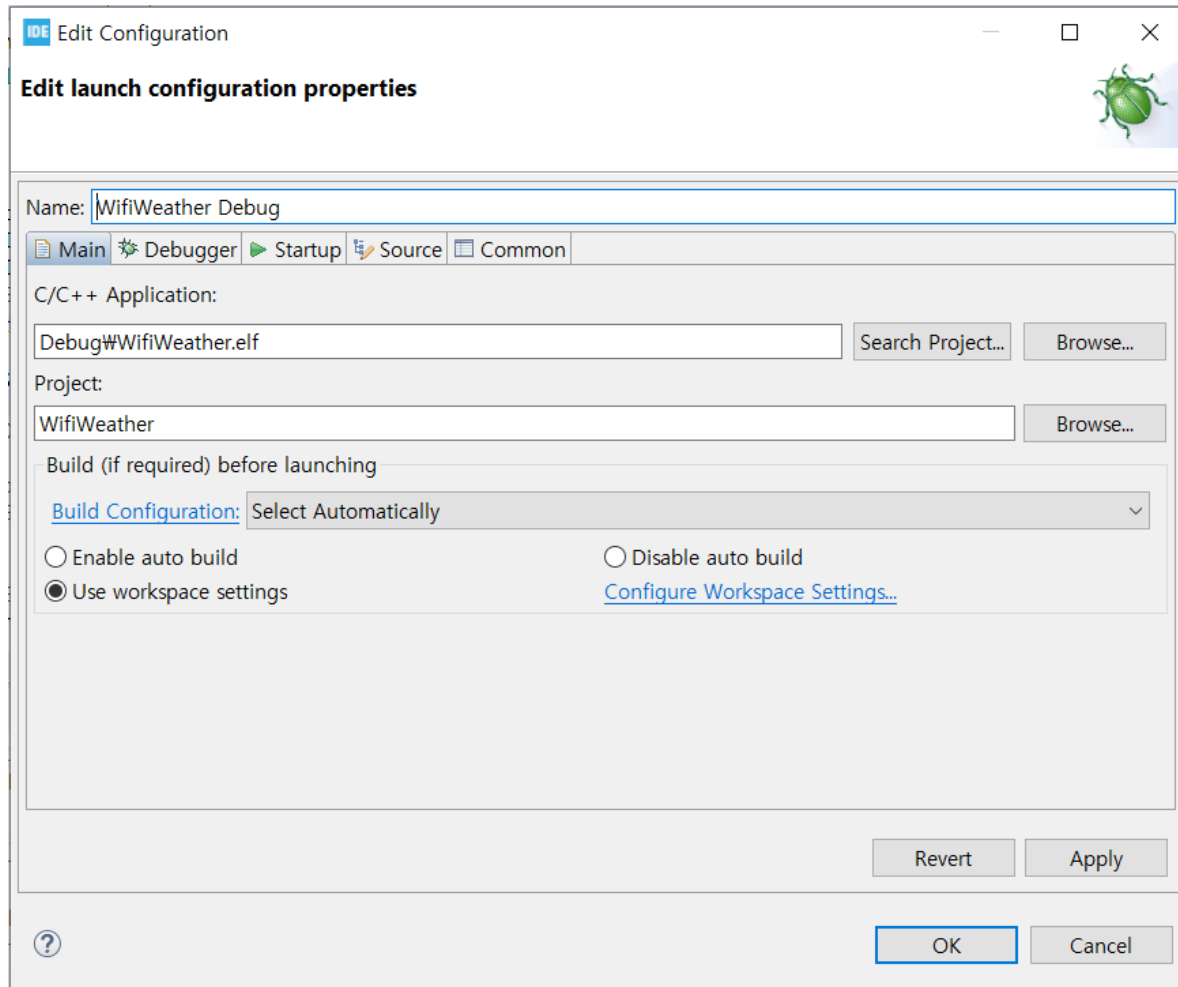 IDE Edit Configuration
Edit launch configuration properties
Name: WifiWeather Debug
Main Debugger Startup Source Common
C/C++ Application:
Debug₩WifiWeather.elf Search Project... Browse...
Project:
WifiWeather Browse...
Build (if required) before launching
Build Configuration: Select Automatically
Enable auto build Disable auto build
Use workspace settings Configure Workspace Settings...
Revert Apply
? OK Cancel